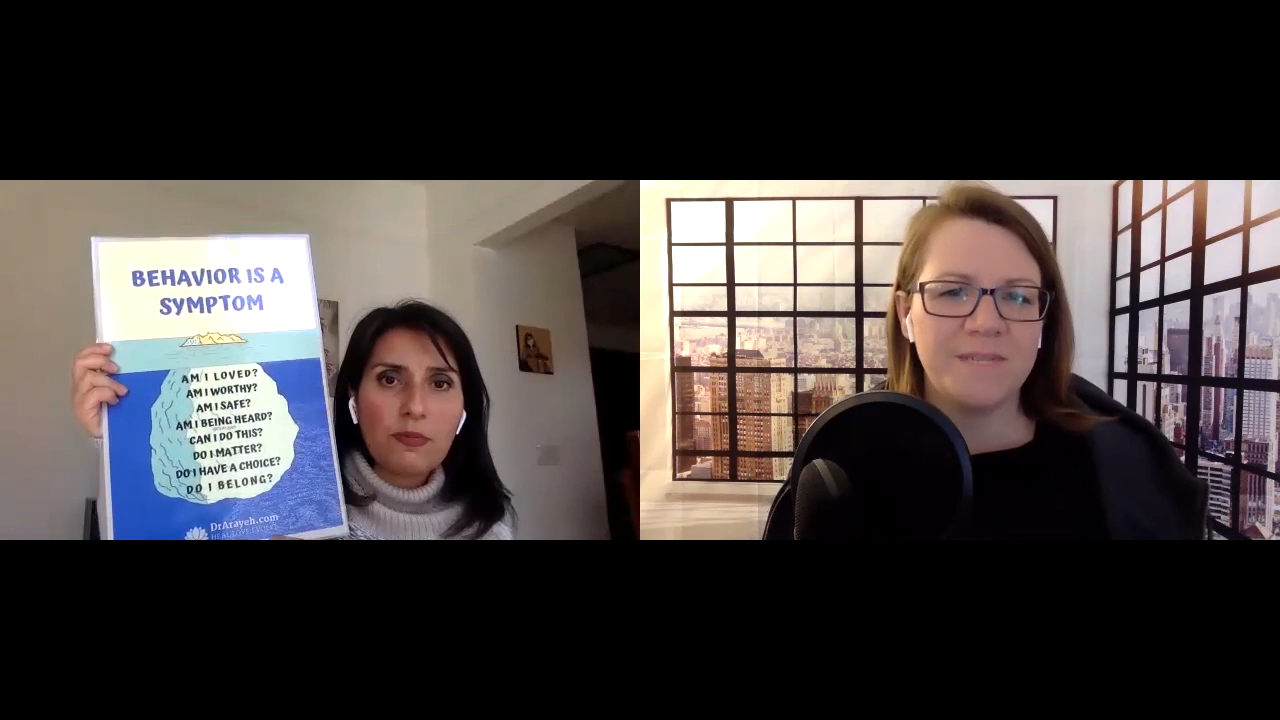 BEHAVIOR IS A
SYMPTOM
AM I LOVED?
AM I WORTHY?
AM I SAFE?
AM I BEING HEARD?
CAN I DO THIS?
DO I MATTER?
DO I HAVE A CHOICE?
DO I BELONG?
DrArayeh.com